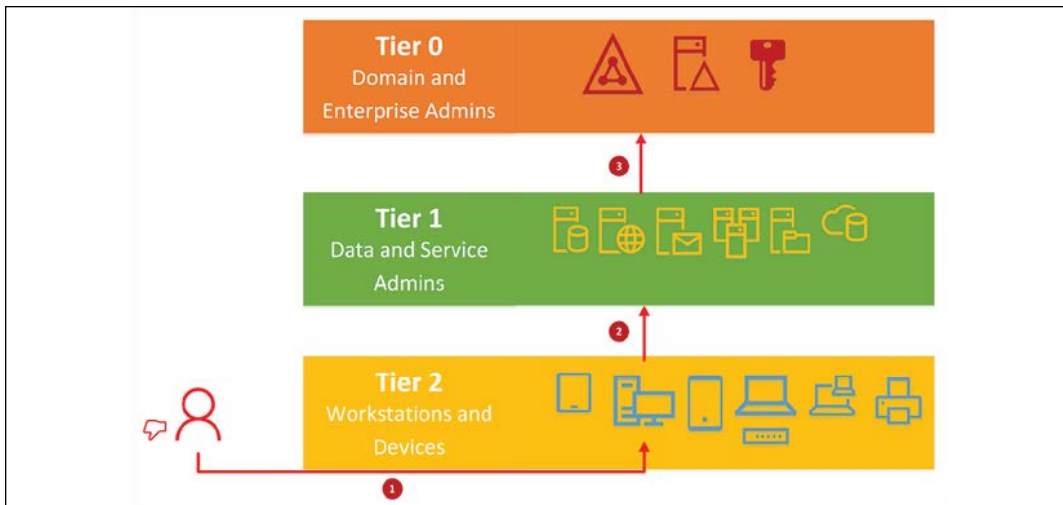 Tier 0
Domain and
Enterprise Admins
3
Tier 1
Data and Service
Admins
2
Tier 2
Workstations and
Devices
1